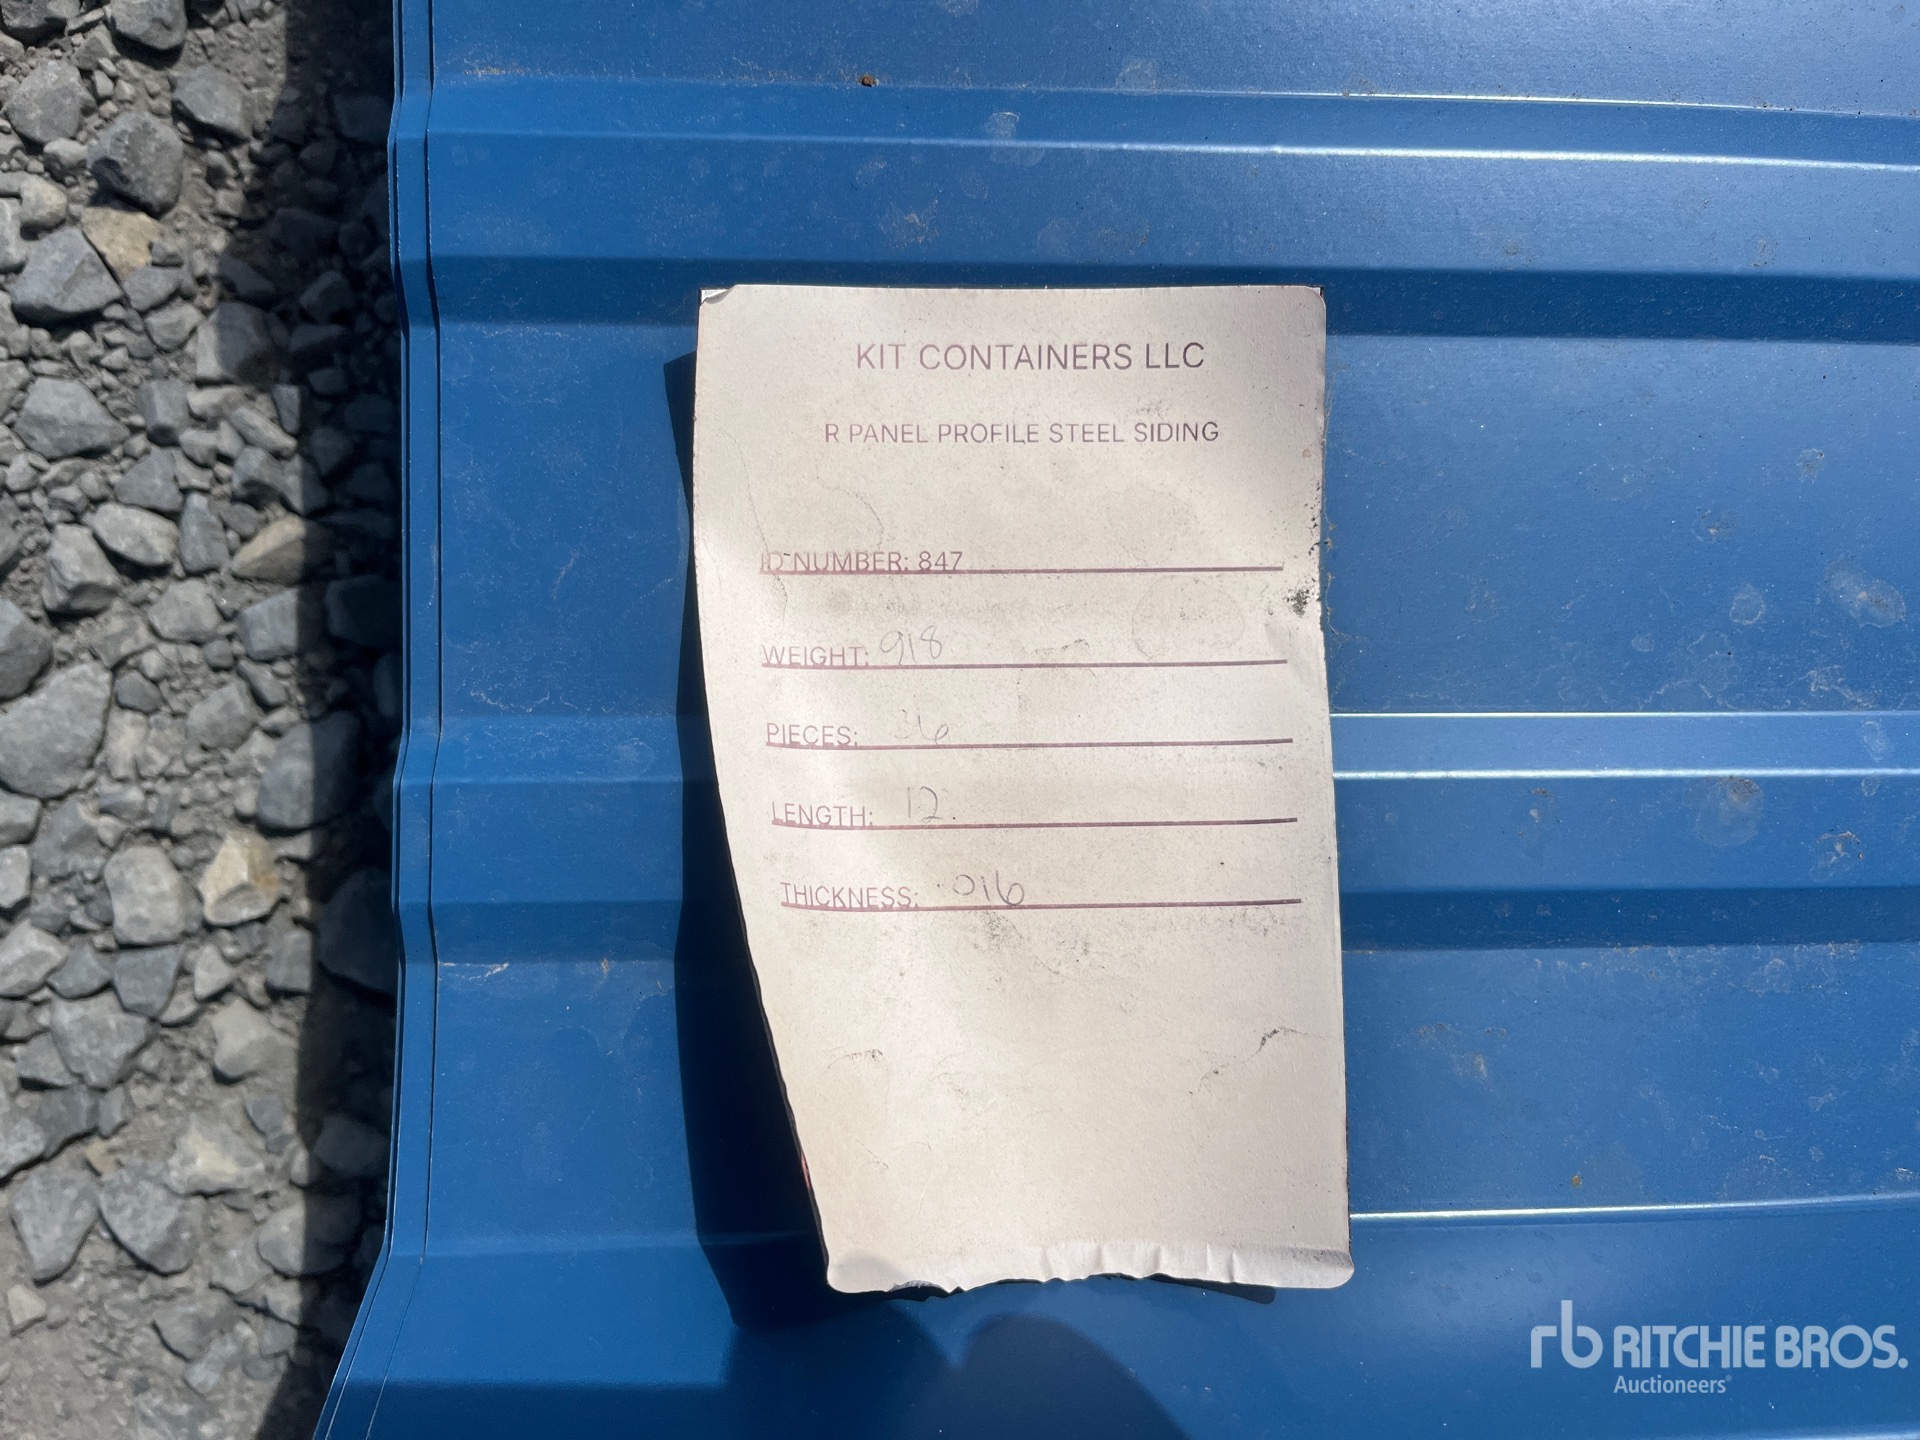 KIT CONTAINERS LLC
R PANEL PROFILE STEEL SIDING
ID NUMBER: 847
WEIGHT: 918
PIECES: 36
LENGTH: 12
THICKNESS: .016
rb RITCHIE BROS.
Auctioneers®